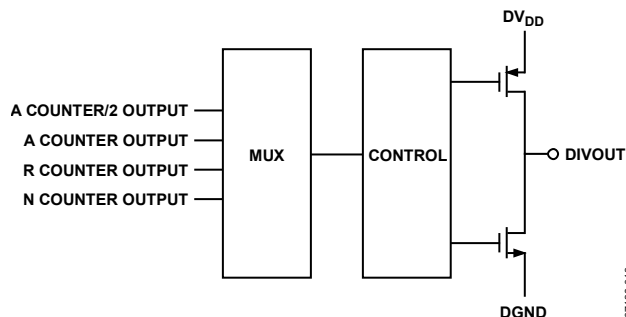 DVDD
A COUNTER/2 OUTPUT
A COUNTER OUTPUT
R COUNTER OUTPUT
N COUNTER OUTPUT
MUX
CONTROL
DIVOUT
DGND